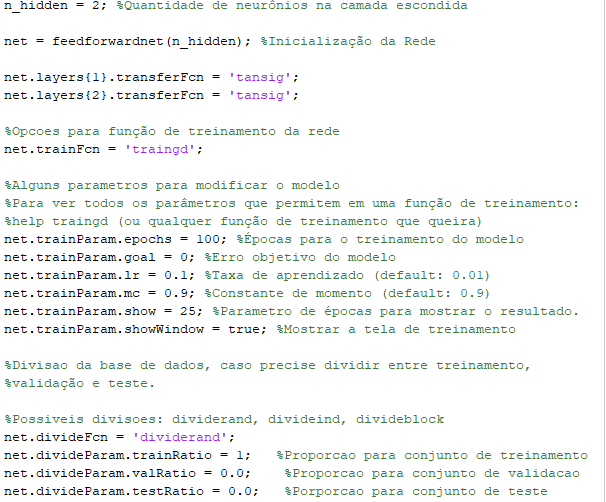 n_hidden = 2; %Quantidade de neurônios na camada escondida
net = feedforwardnet(n_hidden); %Inicialização da Rede
net.layers{1}.transferFcn = 'tansig';
net.layers{2}.transferFcn = 'tansig';
%Opcoes para função de treinamento da rede
net.trainFcn = 'traingd';
%Alguns parametros para modificar o modelo
%Para ver todos os parâmetros que permitem em uma função de treinamento:
%help traingd (ou qualquer função de treinamento que queira)
net.trainParam.epochs = 100; %Épocas para o treinamento do modelo
net.trainParam.goal = 0; %Erro objetivo do modelo
net.trainParam.lr = 0.1; %Taxa de aprendizado (default: 0.01)
net.trainParam.mc = 0.9; %Constante de momento (default: 0.9)
net.trainParam.show = 25; %Parametro de épocas para mostrar o resultado.
net.trainParam.showWindow = true; %Mostrar a tela de treinamento
%Divisao da base de dados, caso precise dividir entre treinamento,
%validação e teste.
%Possiveis divisoes: dividerand, divideind, divideblock
net.divideFcn = 'dividerand';
net.divideParam.trainRatio = 1;   %Proporcao para conjunto de treinamento
net.divideParam.valRatio = 0.0;    %Proporcao para conjunto de validacao
net.divideParam.testRatio = 0.0;   %Porporcao para conjunto de teste